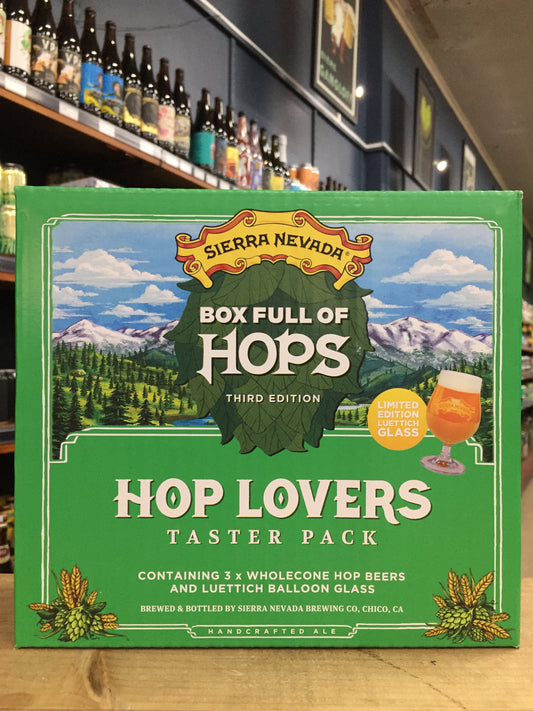 SIERRA NEVADA®
BOX FULL OF
HOPS
THIRD EDITION
LIMITED
EDITION
LUETTICH
GLASS
HOP LOVERS
TASTER PACK
CONTAINING 3 x WHOLECONE HOP BEERS
AND LUETTICH BALLOON GLASS
BREWED & BOTTLED BY SIERRA NEVADA BREWING CO, CHICO, CA
HANDCRAFTED ALE